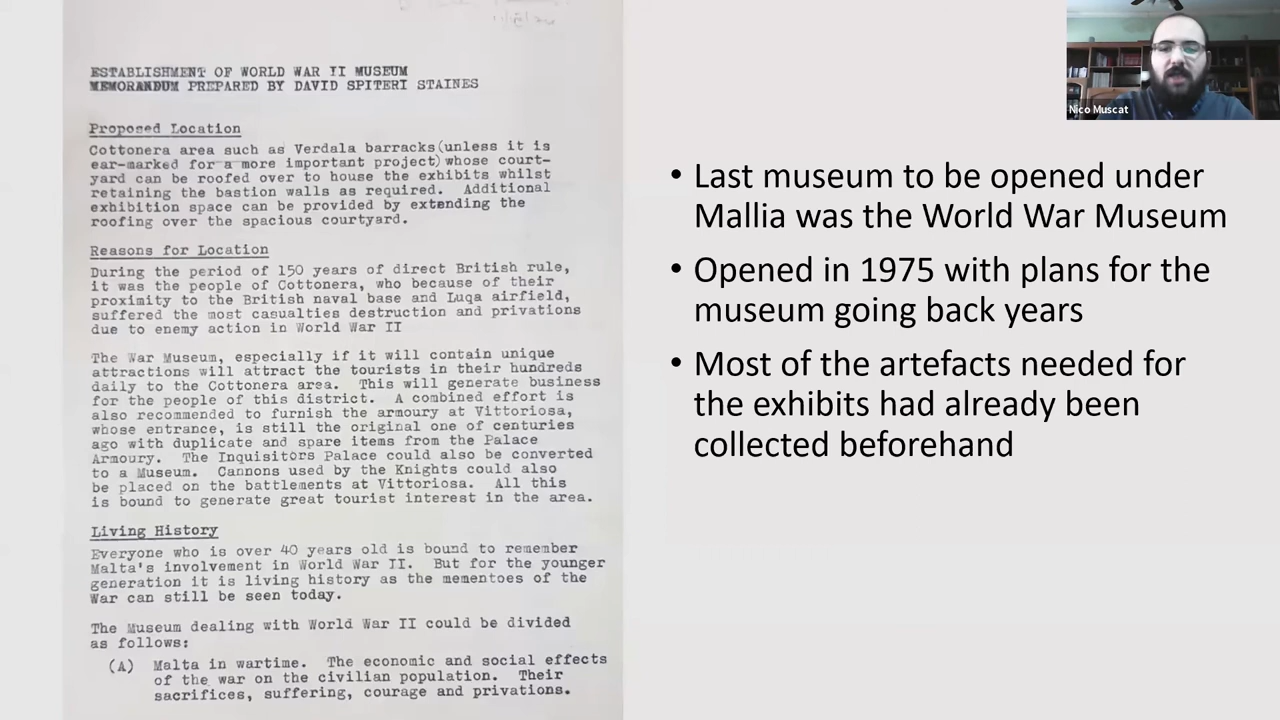 ESTABLISHMENT OF WORLD WAR II MUSEUM
MEMORANDUM PREPARED BY DAVID SPITERI STAINES
Proposed Location
Cottonera area such as Verdala barracks(unless it is
ear-marked for a more important project)whose court-
yard can be roofed over to house the exhibits whilst
retaining the bastion walls as required. Additional
exhibition space can be provided by extending the
roofing over the spacious courtyard.
Reasons for Location
During the period of 150 years of direct British rule,
it was the people of Cottonera, who because of their
proximity to the British naval base and Luqa airfield,
suffered the most casualties destruction and privations
due to enemy action in World War II
The War Museum, especially if it will contain unique
attractions will attract the tourists in their hundreds
daily to the Cottonera area. This will generate business
for the people of this district. A combined effort is
also recommended to furnish the armoury at Vittoriosa,
whose entrance, is still the original one of centuries
ago with duplicate and spare items from the Palace
Armoury. The Inquisitors Palace could also be converted
to a Museum. Cannons used by the Knights could also
be placed on the battlements at Vittoriosa. All this
is bound to generate great tourist interest in the area.
Living History
Everyone who is over 40 years old is bound to remember
Malta's involvement in World War II. But for the younger
generation it is living history as the mementoes of the
War can still be seen today.
The Museum dealing with World War II could be divided
as follows:
(A) Malta in wartime. The economic and social effects
of the war on the civilian population. Their
sacrifices, suffering, courage and privations.
• Last museum to be opened under
Mallia was the World War Museum
• Opened in 1975 with plans for the
museum going back years
• Most of the artefacts needed for
the exhibits had already been
collected beforehand
Nico Muscat